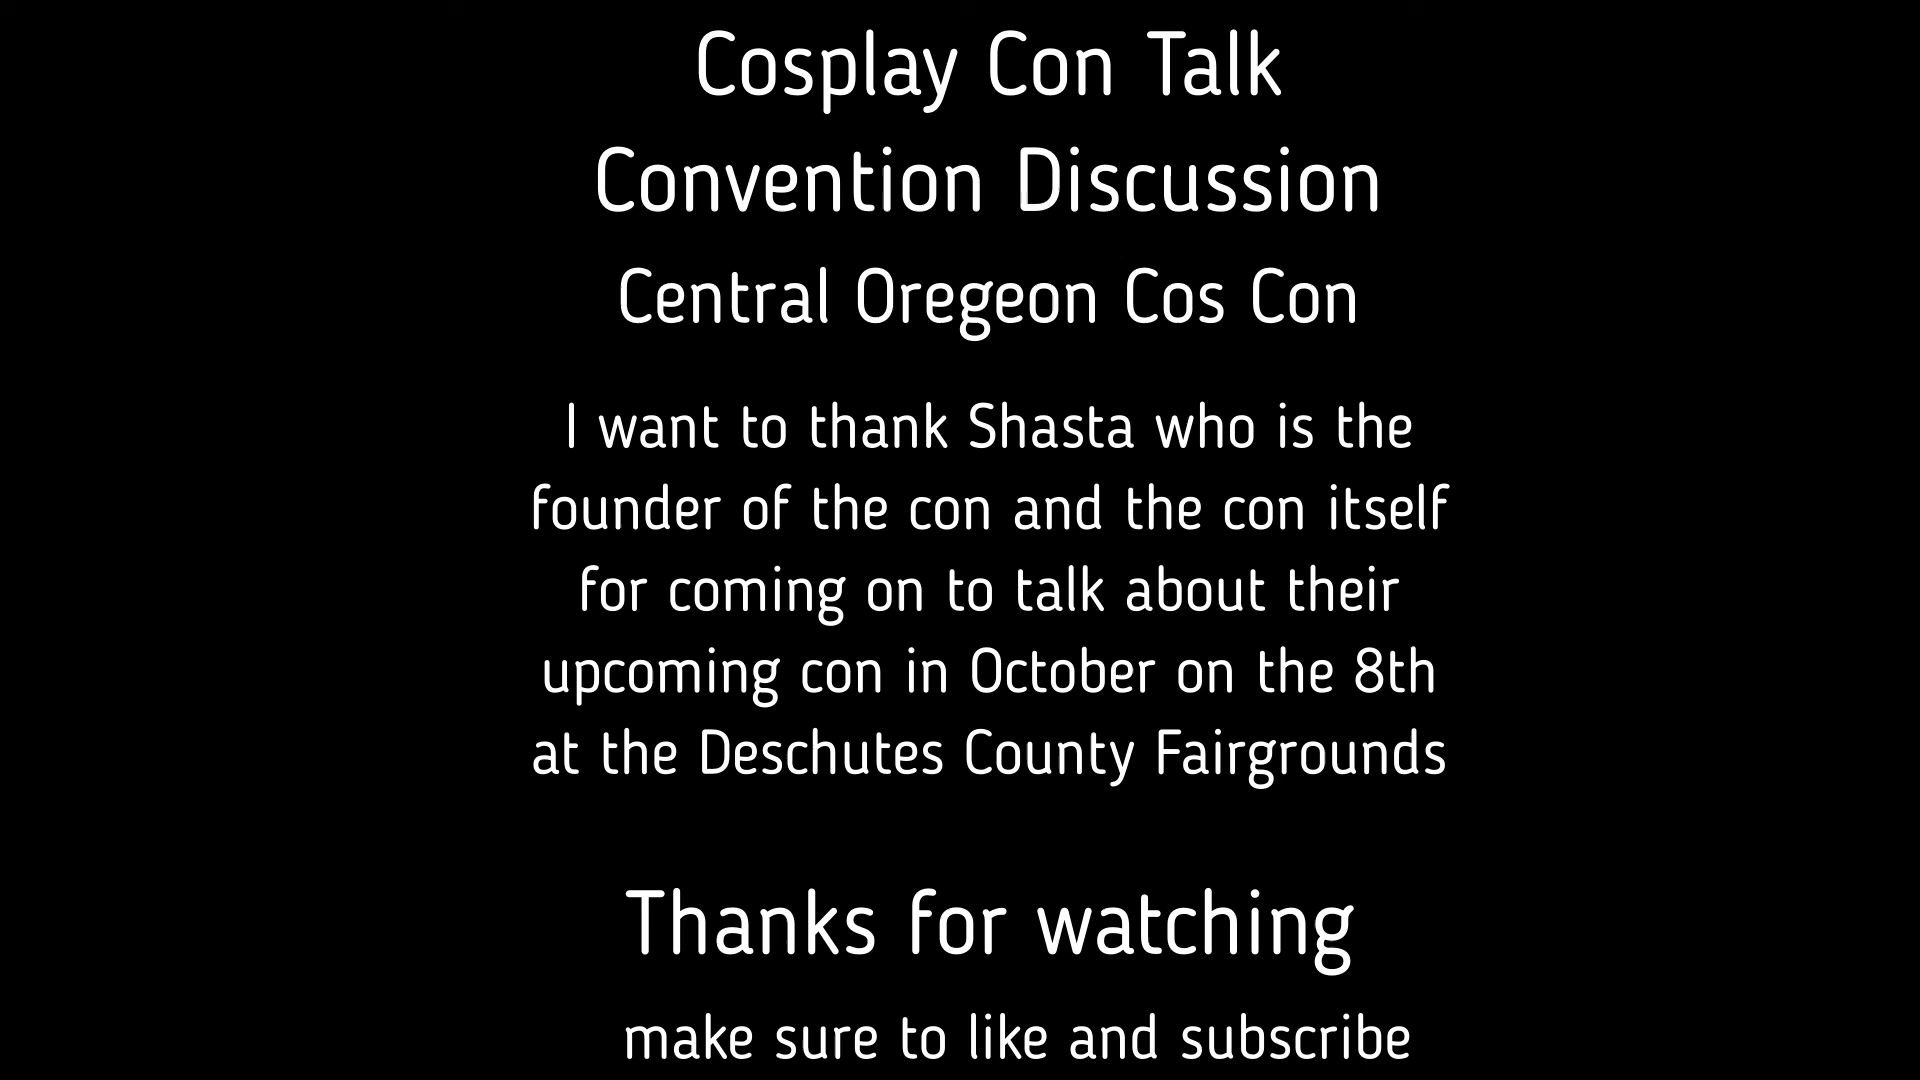 Cosplay Con Talk
Convention Discussion
Central Oregeon Cos Con
I want to thank Shasta who is the
founder of the con and the con itself
for coming on to talk about their
upcoming con in October on the 8th
at the Deschutes County Fairgrounds
Thanks for watching
make sure to like and subscribe